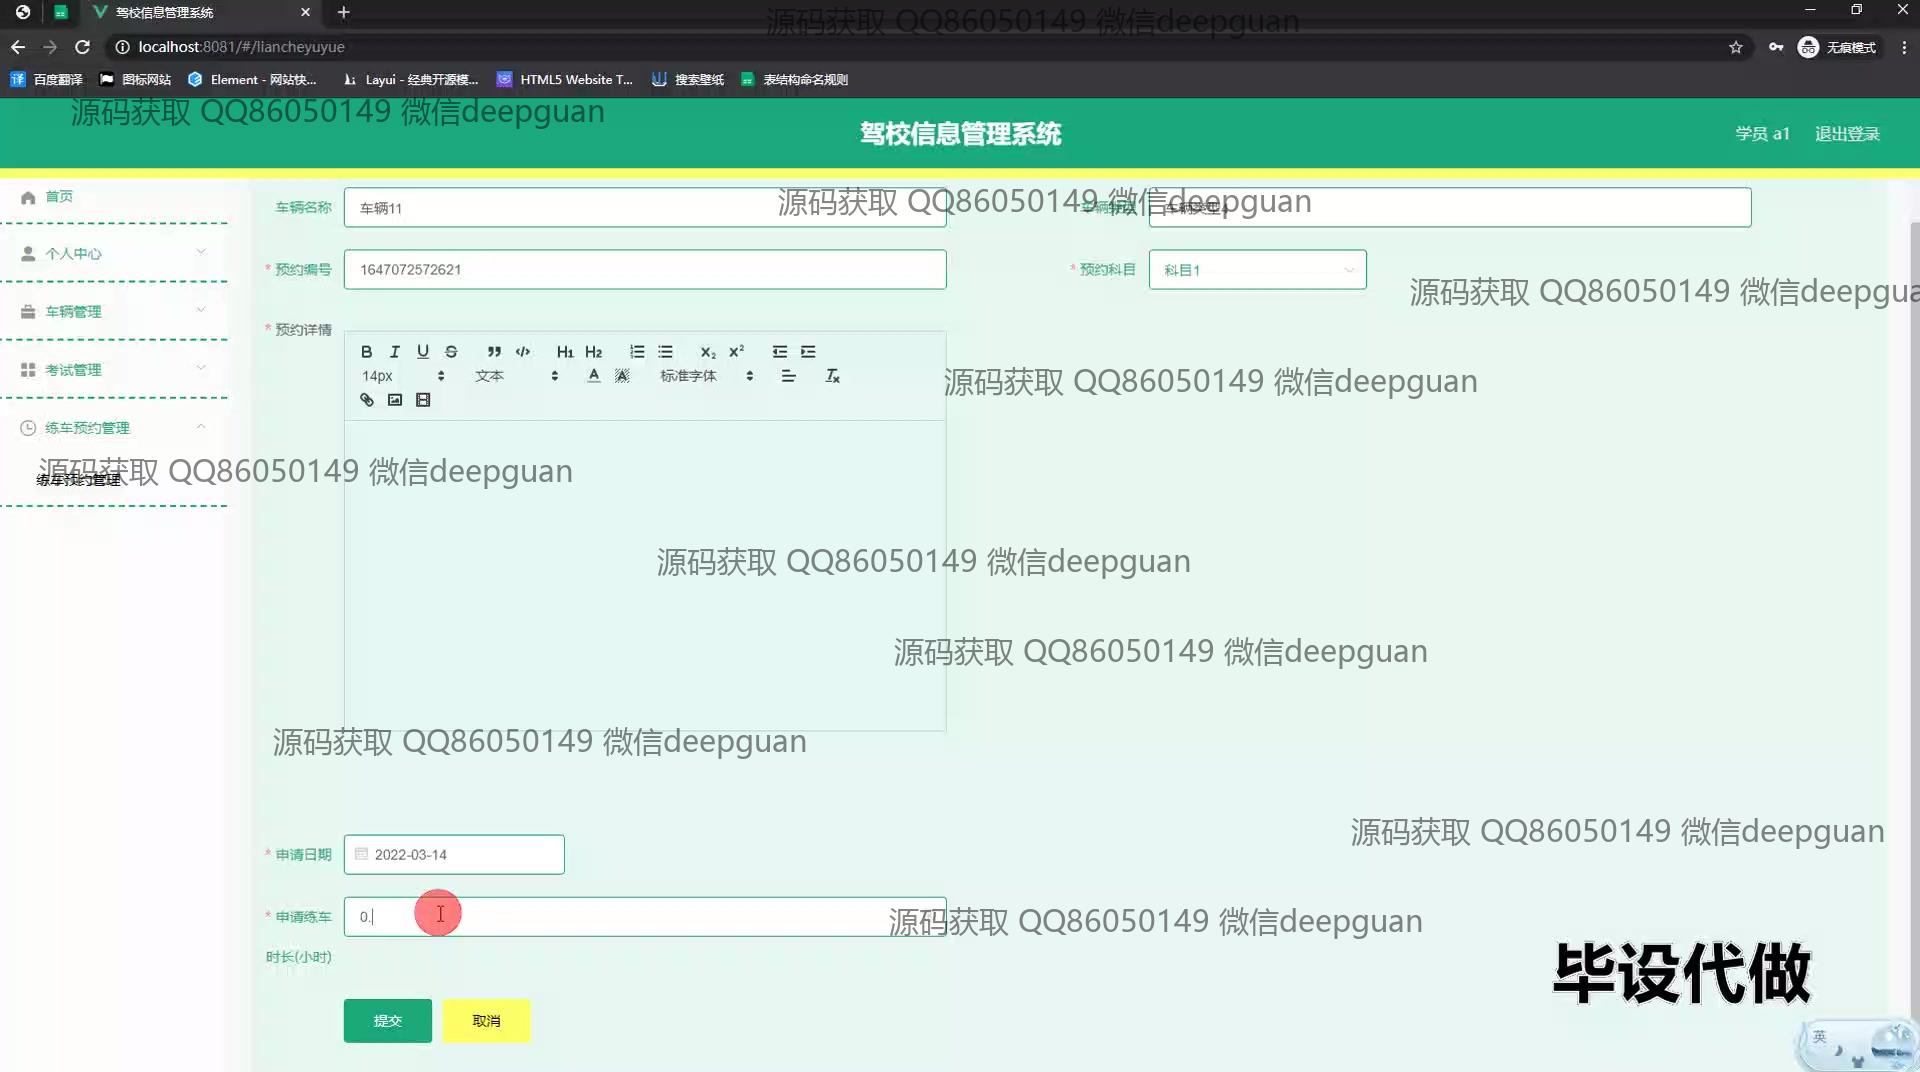 驾校信息管理系统
localhost:8081/#/liancheyuyue
无痕模式
百度翻译 图标网站 Element - 网站快... Layui - 经典开源模... HTML5 Website T... 搜索壁纸 表结构命名规则
源码获取 QQ86050149 微信deepguan
源码获取 QQ86050149 微信deepguan
驾校信息管理系统
学员 a1 退出登录
首页
个人中心
车辆管理
考试管理
练车预约管理
练车预约管理
源码获取 QQ86050149 微信deepguan
车辆名称 车辆11
源码获取 QQ86050149 微信deepguan
* 预约编号 1647072572621
* 预约科目 科目1
源码获取 QQ86050149 微信deepgua
* 预约详情
B I U S H1 H2 X2 X2
14px 文本 A A 标准字体 Tx
源码获取 QQ86050149 微信deepguan
源码获取 QQ86050149 微信deepguan
源码获取 QQ86050149 微信deepguan
源码获取 QQ86050149 微信deepguan
源码获取 QQ86050149 微信deepguan
* 申请日期 2022-03-14
* 申请练车 0.
时长(小时)
源码获取 QQ86050149 微信deepguan
提交 取消
毕设代做
英